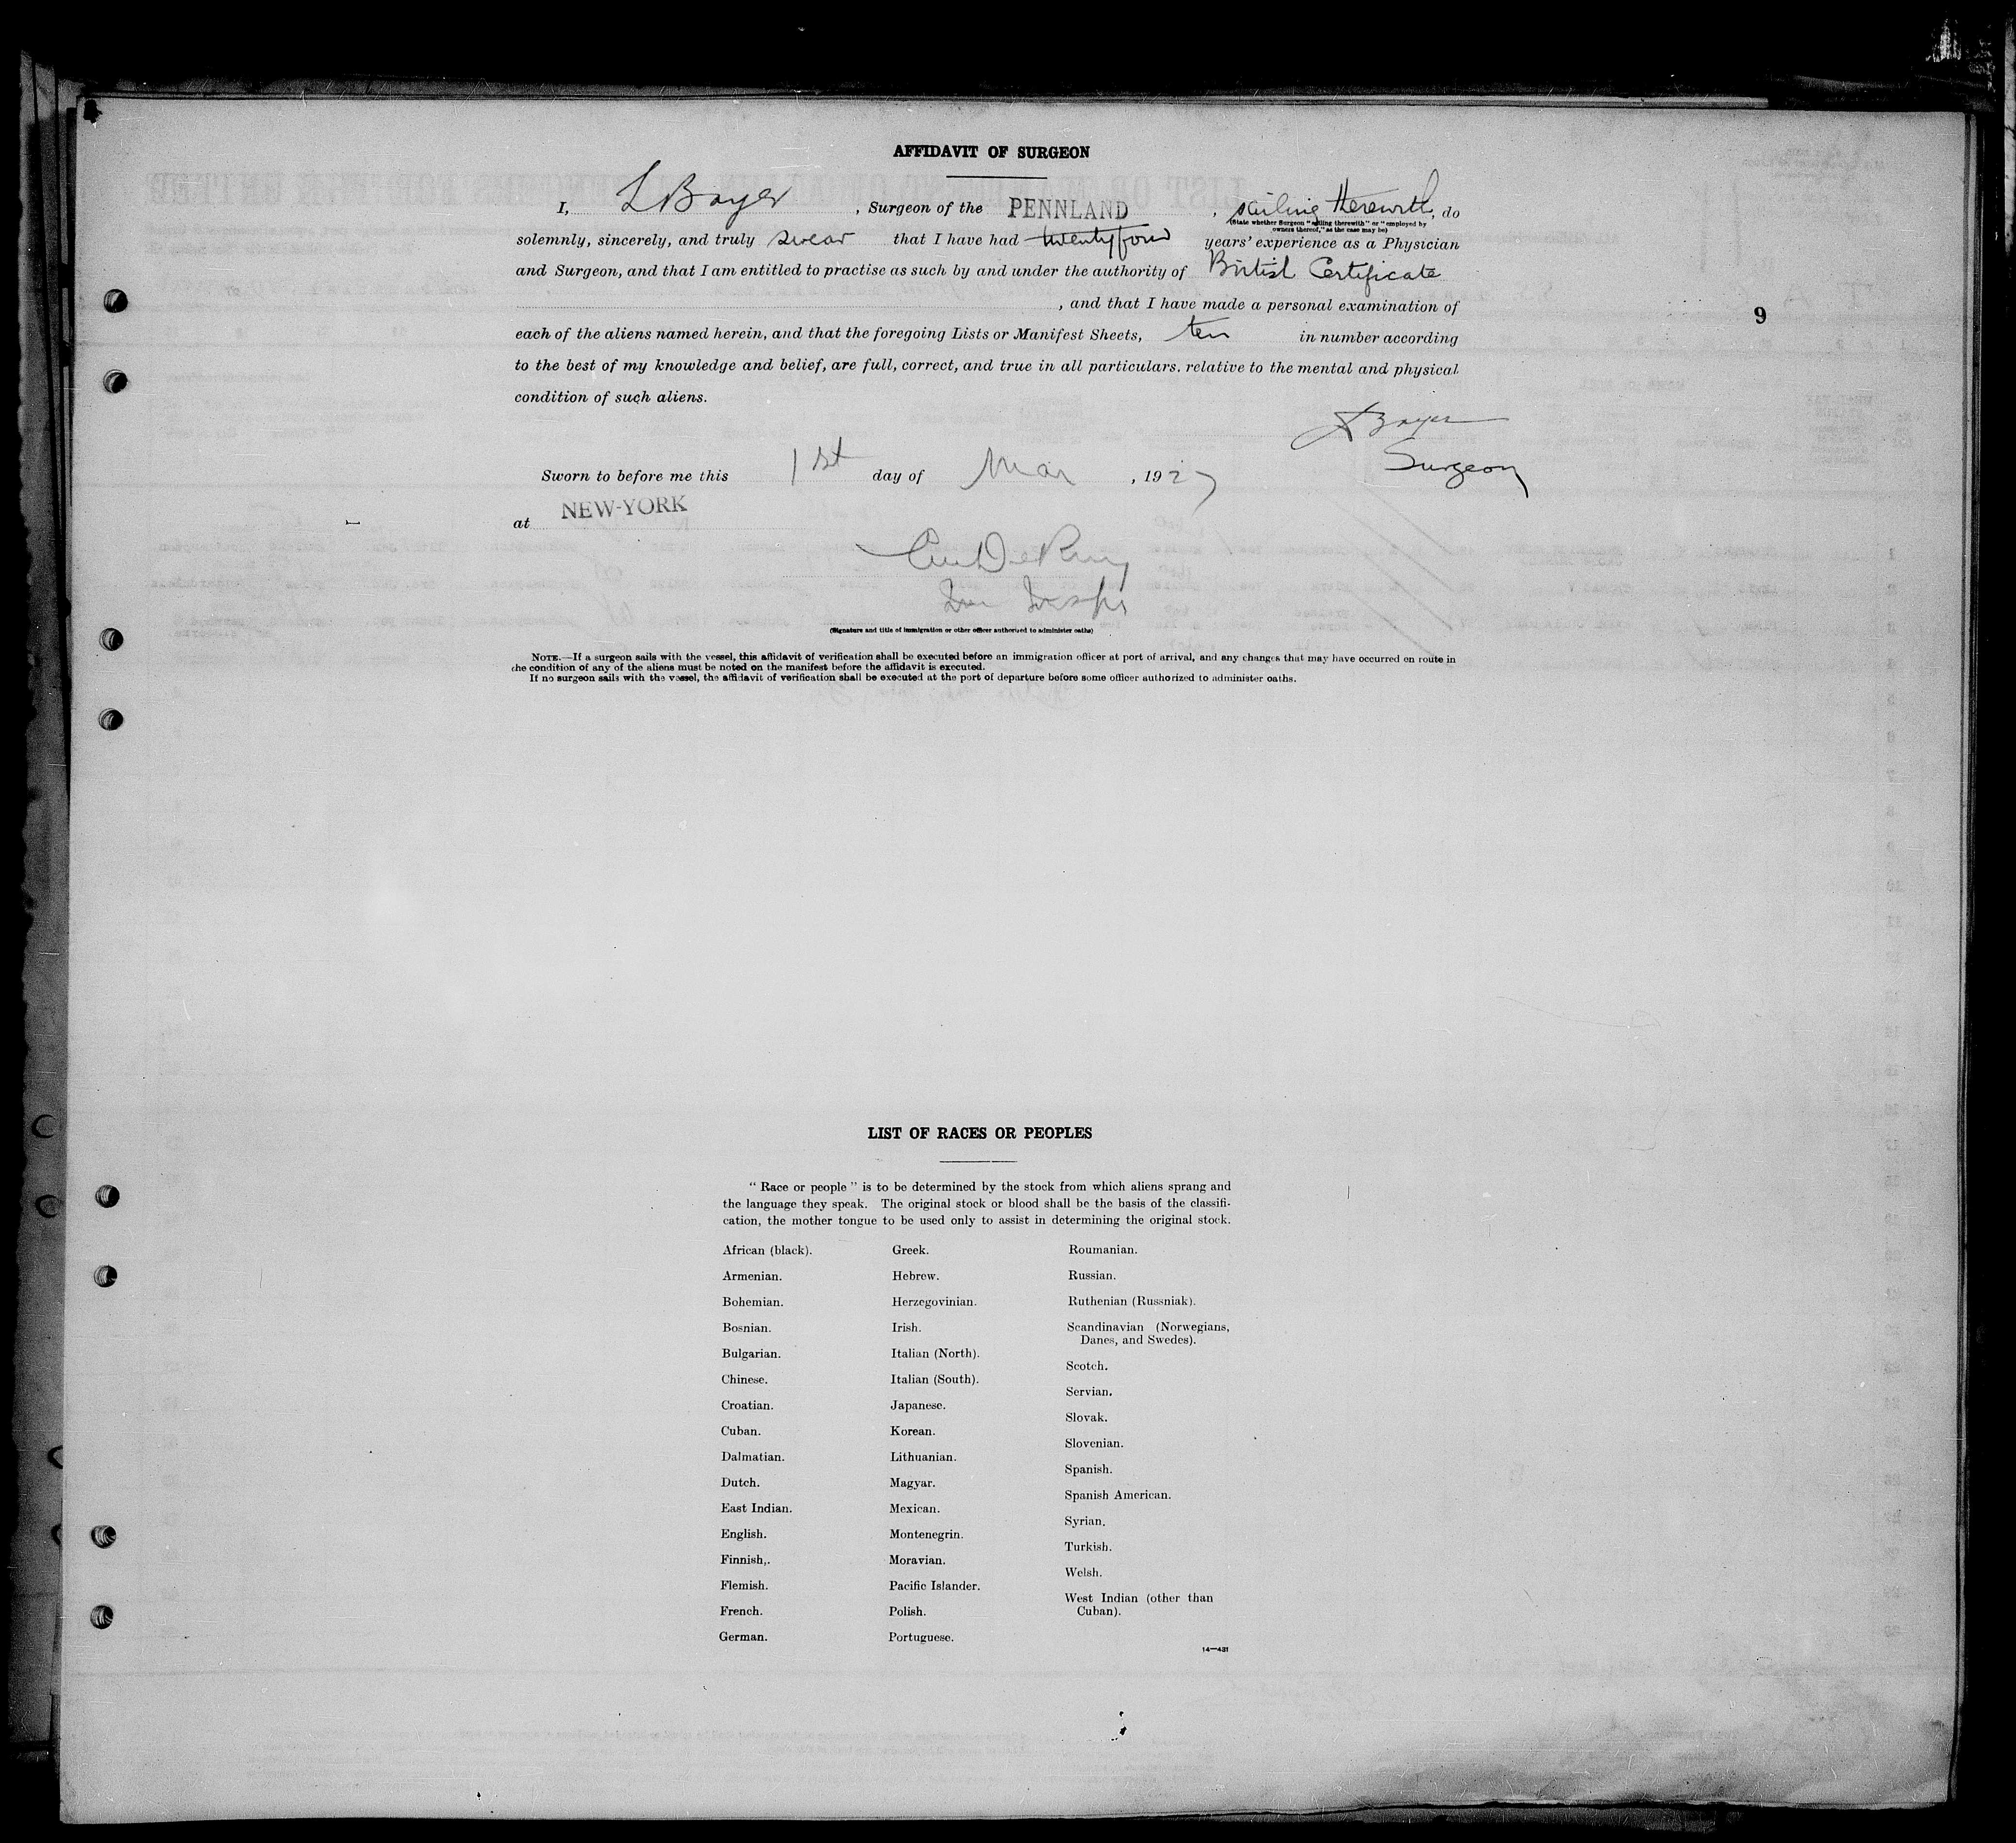 AFFIDAVIT OF SURGEON
I, L Boyer, Surgeon of the PENNLAND, sailing therewith, do
(State whether Surgeon "sailing therewith" or "employed by
owners thereof," as the case may be)
solemnly, sincerely, and truly swear that I have had twenty four years' experience as a Physician
and Surgeon, and that I am entitled to practise as such by and under the authority of British Certificate
, and that I have made a personal examination of
9
each of the aliens named herein, and that the foregoing Lists or Manifest Sheets, ten in number according
to the best of my knowledge and belief, are full, correct, and true in all particulars. relative to the mental and physical
condition of such aliens.
L Boyer
Surgeon
Sworn to before me this 1st day of Mar, 1927
at NEW-YORK
(Signature and title of immigration or other officer authorised to administer oaths)
NOTE.—If a surgeon sails with the vessel, this affidavit of verification shall be executed before an immigration officer at port of arrival, and any changes that may have occurred on route in
the condition of any of the aliens must be noted on the manifest before the affidavit is executed.
If no surgeon sails with the vessel, the affidavit of verification shall be executed at the port of departure before some officer authorized to administer oaths.
LIST OF RACES OR PEOPLES
" Race or people " is to be determined by the stock from which aliens sprang and
the language they speak. The original stock or blood shall be the basis of the classifi-
cation, the mother tongue to be used only to assist in determining the original stock.
African (black).
Armenian.
Bohemian.
Bosnian.
Bulgarian.
Chinese.
Croatian.
Cuban.
Dalmatian.
Dutch.
East Indian.
English.
Finnish,.
Flemish.
French.
German.
Greek.
Hebrew.
Herzegovinian.
Irish.
Italian (North).
Italian (South).
Japanese.
Korean.
Lithuanian.
Magyar.
Mexican.
Montenegrin.
Moravian.
Pacific Islander.
Polish.
Portuguese.
Roumanian.
Russian.
Ruthenian (Russniak).
Scandinavian (Norwegians,
Danes, and Swedes).
Scotch.
Servian.
Slovak.
Slovenian.
Spanish.
Spanish American.
Syrian.
Turkish.
Welsh.
West Indian (other than
Cuban).
14—431